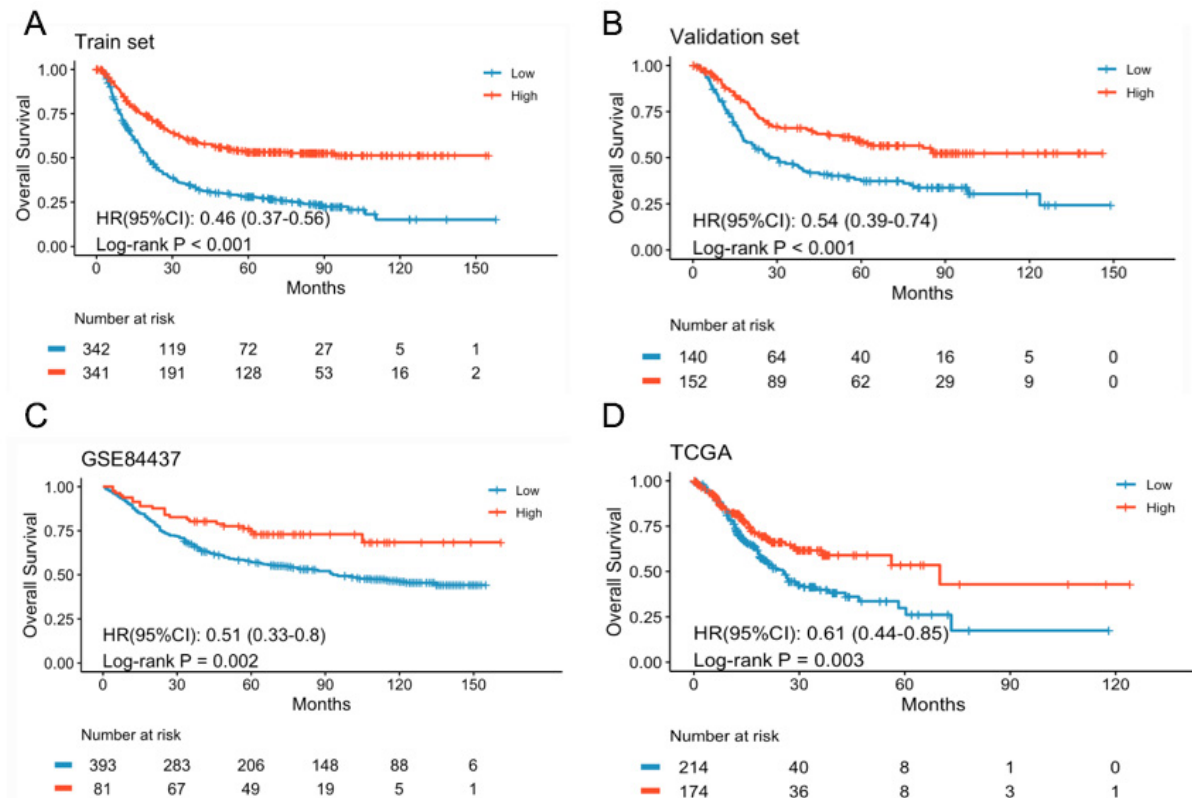 A
Train set
1.00
0.75
0.50
0.25
0.00
Overall Survival
Low
High
HR(95%CI): 0.46 (0.37-0.56)
Log-rank P < 0.001
0 30 60 90 120 150
Months
Number at risk
342 119 72 27 5 1
341 191 128 53 16 2
B
Validation set
1.00
0.75
0.50
0.25
0.00
Overall Survival
Low
High
HR(95%CI): 0.54 (0.39-0.74)
Log-rank P < 0.001
0 30 60 90 120 150
Months
Number at risk
140 64 40 16 5 0
152 89 62 29 9 0
C
GSE84437
1.00
0.75
0.50
0.25
0.00
Overall Survival
Low
High
HR(95%CI): 0.51 (0.33-0.8)
Log-rank P = 0.002
0 30 60 90 120 150
Months
Number at risk
393 283 206 148 88 6
81 67 49 19 5 1
D
TCGA
1.00
0.75
0.50
0.25
0.00
Overall Survival
Low
High
HR(95%CI): 0.61 (0.44-0.85)
Log-rank P = 0.003
0 30 60 90 120
Months
Number at risk
214 40 8 1 0
174 36 8 3 1